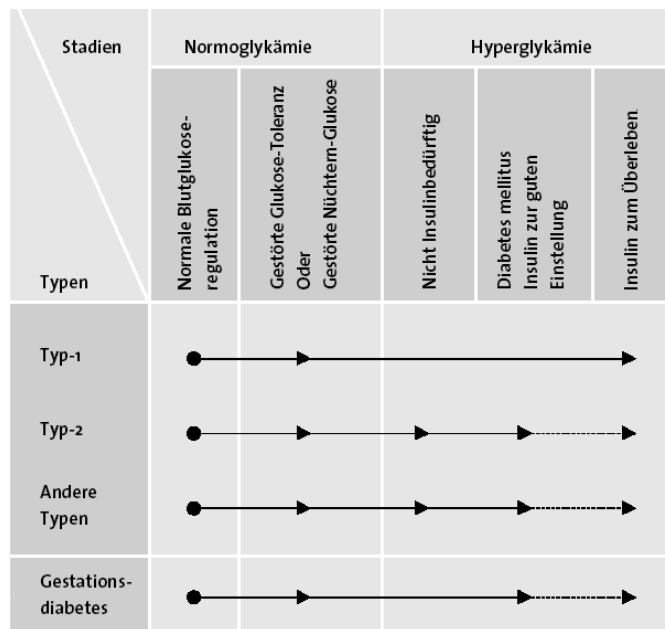 Stadien
Normoglykämie
Hyperglykämie
Typen
Normale Blutglukose-
regulation
Gestörte Glukose-Toleranz
Oder
Gestörte Nüchtern-Glukose
Nicht Insulinbedürftig
Diabetes mellitus
Insulin zur guten
Einstellung
Insulin zum Überleben
Typ-1
Typ-2
Andere
Typen
Gestations-
diabetes